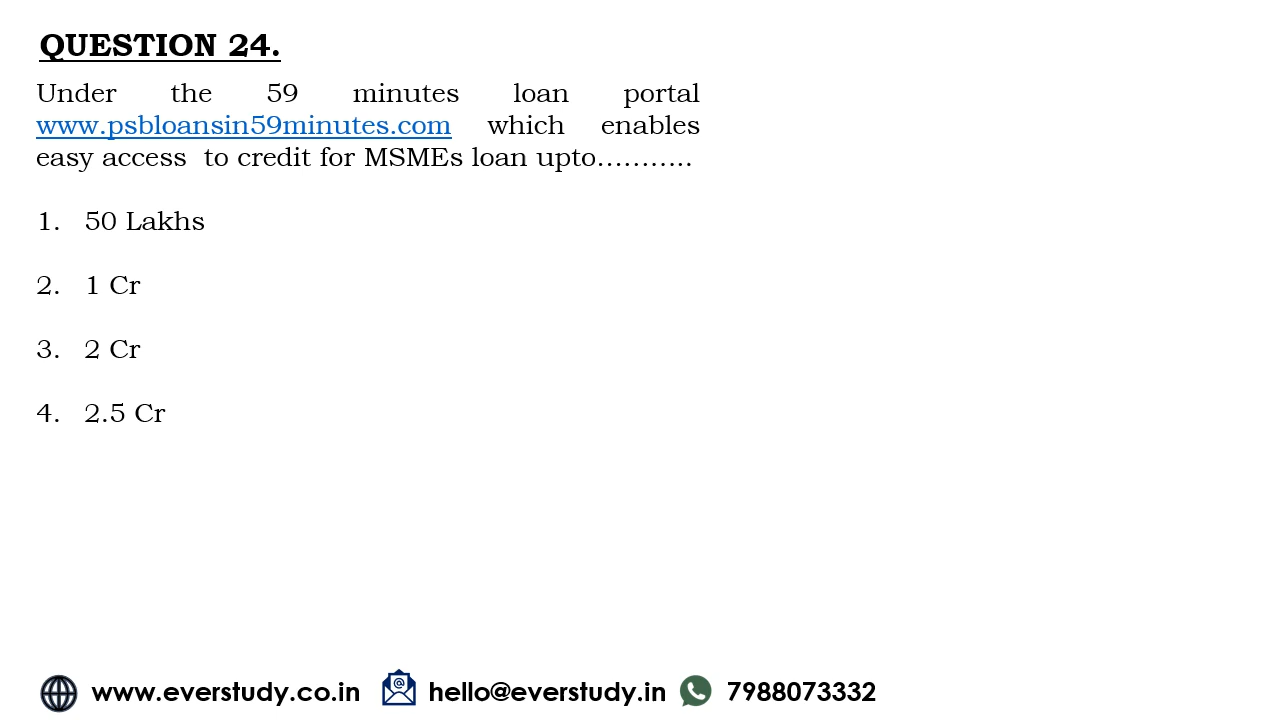 QUESTION 24.
Under the 59 minutes loan portal
www.psbloansin59minutes.com which enables
easy access to credit for MSMEs loan upto...........
1. 50 Lakhs
2. 1 Cr
3. 2 Cr
4. 2.5 Cr
www.everstudy.co.in hello@everstudy.in 7988073332